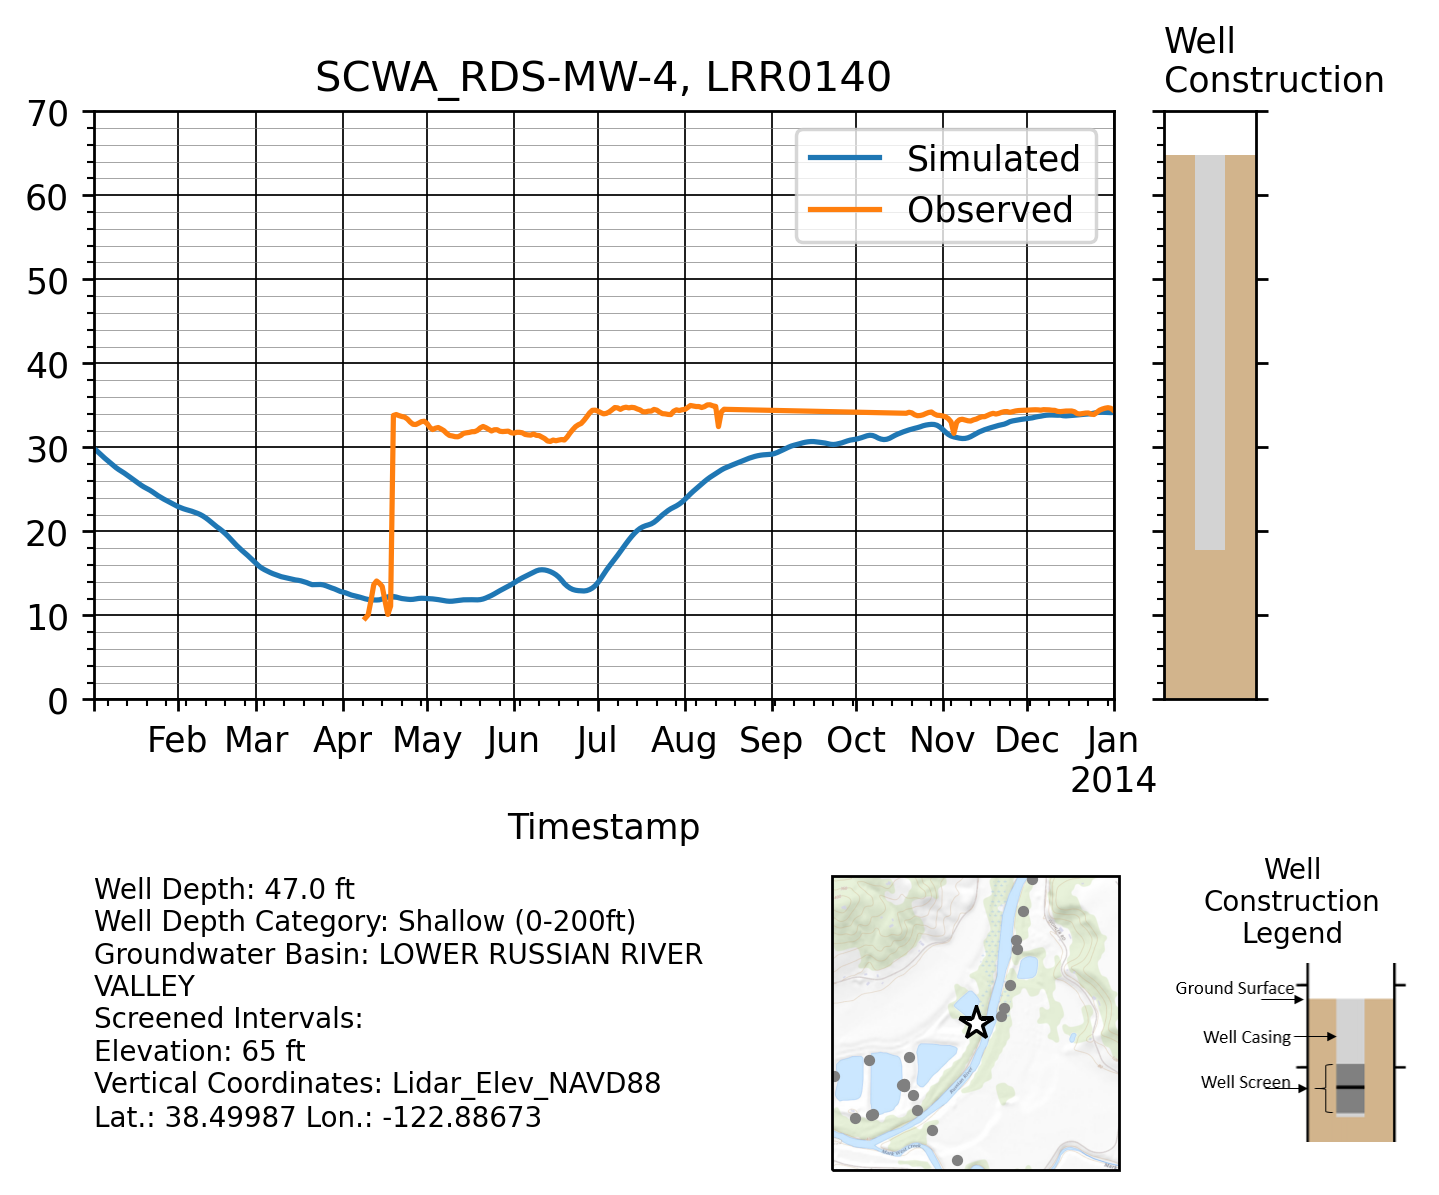 Well
Construction
SCWA_RDS-MW-4, LRR0140
70
60
50
40
30
20
10
0
Simulated
Observed
Feb Mar Apr May Jun Jul Aug Sep Oct Nov Dec Jan
2014
Timestamp
Well Depth: 47.0 ft
Well Depth Category: Shallow (0-200ft)
Groundwater Basin: LOWER RUSSIAN RIVER
VALLEY
Screened Intervals:
Elevation: 65 ft
Vertical Coordinates: Lidar_Elev_NAVD88
Lat.: 38.49987 Lon.: -122.88673
Well
Construction
Legend
Ground Surface
Well Casing
Well Screen